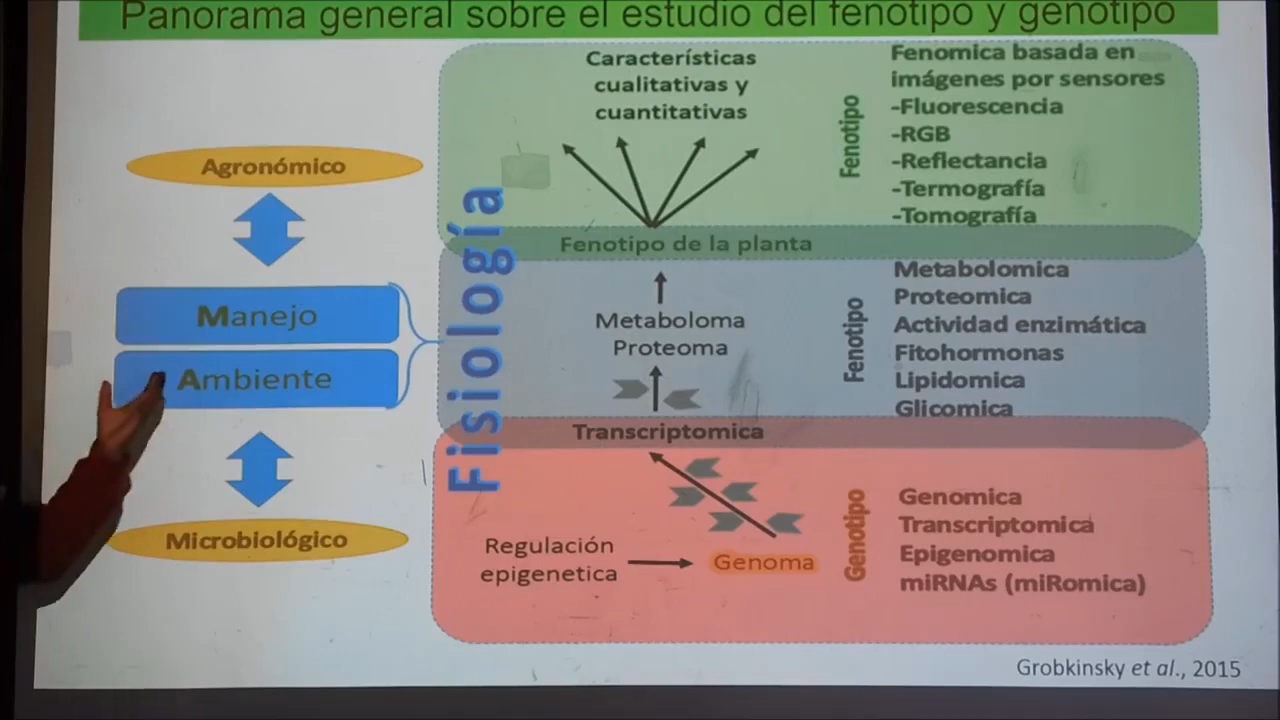 Panorama general sobre el estudio del fenotipo y genotipo
Agronómico
Manejo
Ambiente
Microbiológico
Fisiología
Características
cualitativas y
cuantitativas
Fenotipo de la planta
Metaboloma
Proteoma
Transcriptomica
Regulación
epigenetica
Genoma
Fenotipo
Fenomica basada en
imágenes por sensores
-Fluorescencia
-RGB
-Reflectancia
-Termografía
-Tomografía
Fenotipo
Metabolomica
Proteomica
Actividad enzimática
Fitohormonas
Lipidomica
Glicomica
Genotipo
Genomica
Transcriptomica
Epigenomica
miRNAs (miRomica)
Grobkinsky et al., 2015